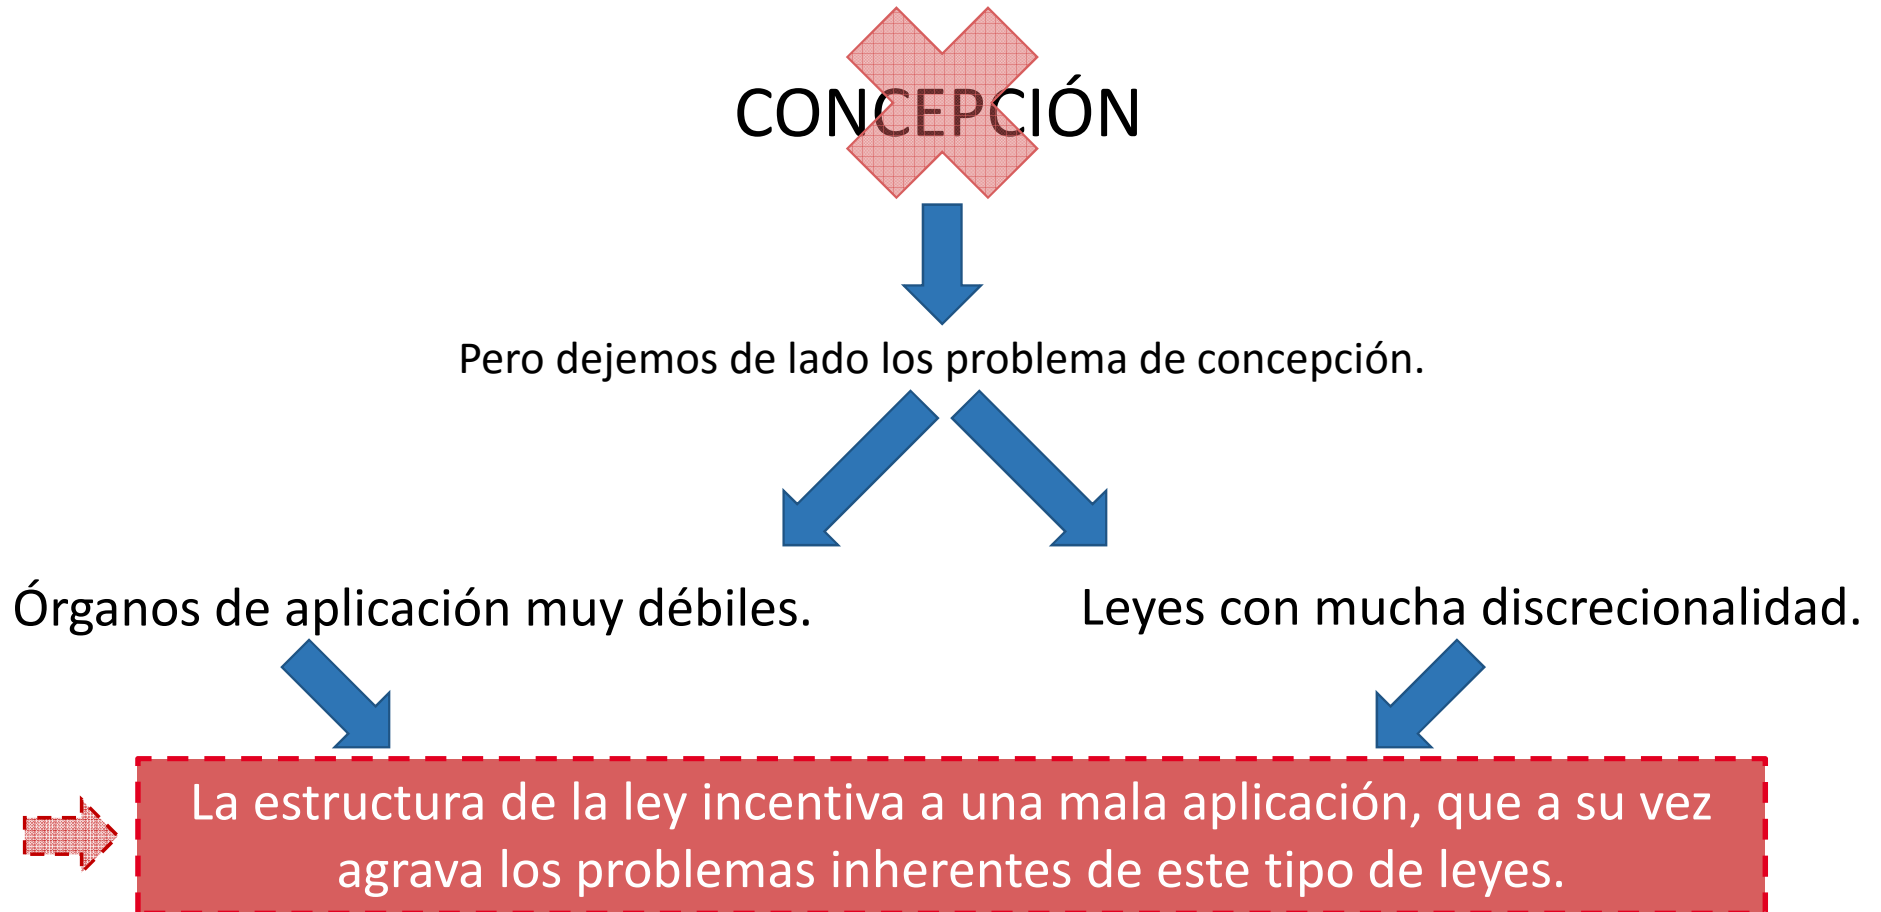 CONCEPCIÓN
Pero dejemos de lado los problema de concepción.
Órganos de aplicación muy débiles.
Leyes con mucha discrecionalidad.
La estructura de la ley incentiva a una mala aplicación, que a su vez
agrava los problemas inherentes de este tipo de leyes.